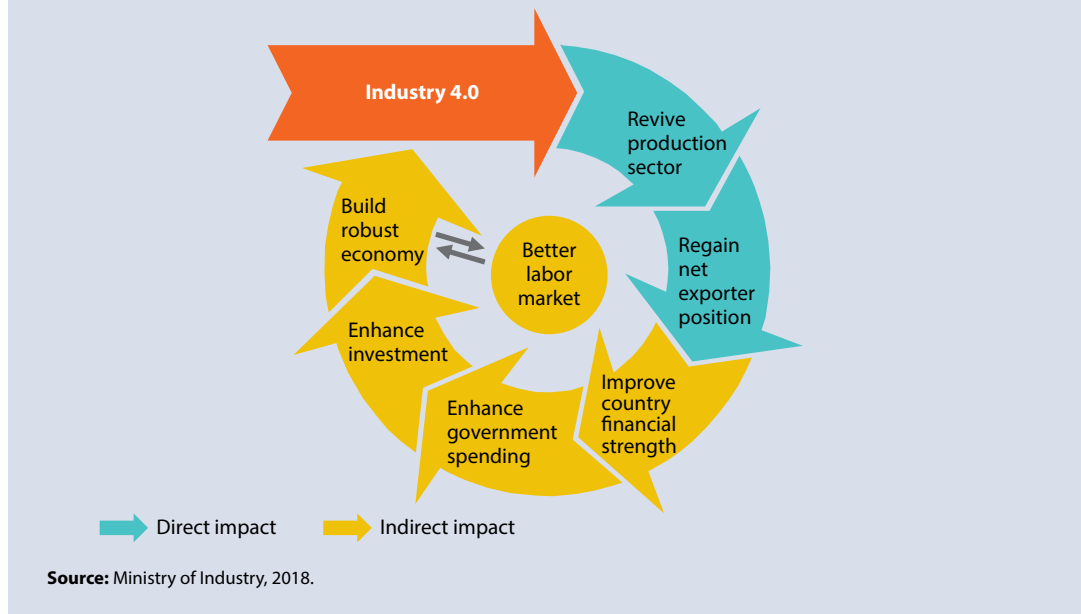 Industry 4.0
Revive
production
sector
Regain
net
exporter
position
Improve
country
financial
strength
Enhance
government
spending
Enhance
investment
Build
robust
economy
Better
labor
market
Direct impact
Indirect impact
Source: Ministry of Industry, 2018.